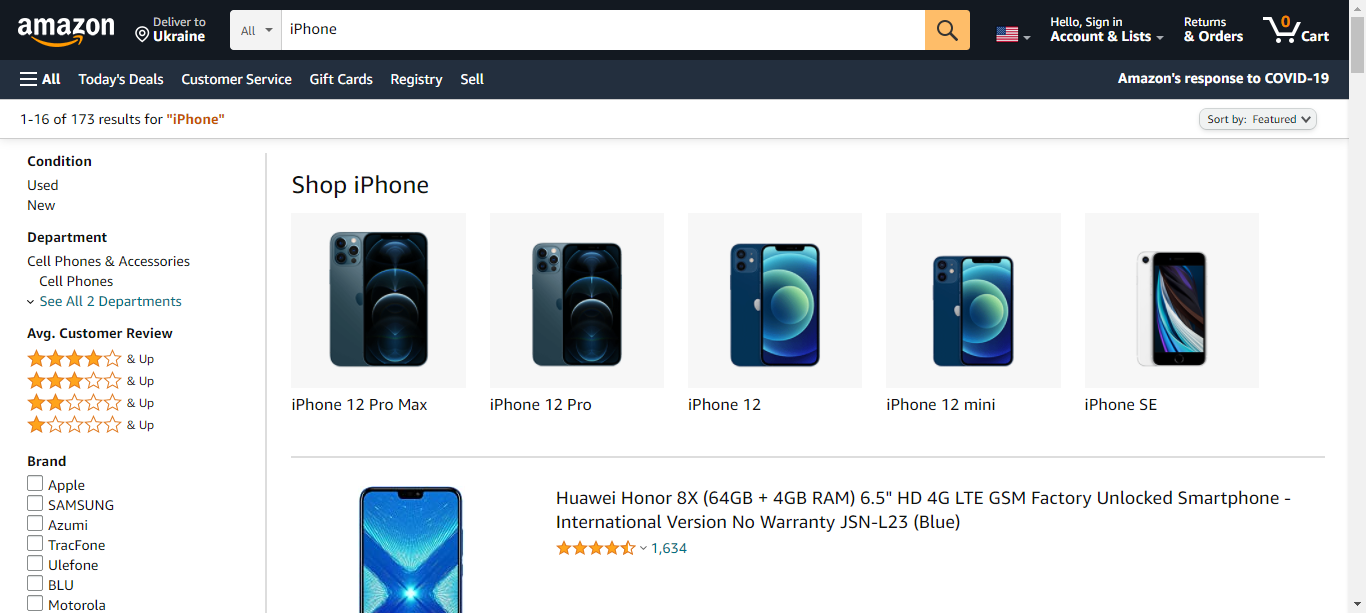 amazon
Deliver to
Ukraine
All
iPhone
Hello, Sign in
Account & Lists
Returns
& Orders
0
Cart
All
Today's Deals
Customer Service
Gift Cards
Registry
Sell
Amazon's response to COVID-19
1-16 of 173 results for "iPhone"
Sort by: Featured
Condition
Used
New
Department
Cell Phones & Accessories
Cell Phones
See All 2 Departments
Avg. Customer Review
& Up
& Up
& Up
& Up
Brand
Apple
SAMSUNG
Azumi
TracFone
Ulefone
BLU
Motorola
Shop iPhone
iPhone 12 Pro Max
iPhone 12 Pro
iPhone 12
iPhone 12 mini
iPhone SE
Huawei Honor 8X (64GB + 4GB RAM) 6.5" HD 4G LTE GSM Factory Unlocked Smartphone -
International Version No Warranty JSN-L23 (Blue)
1,634